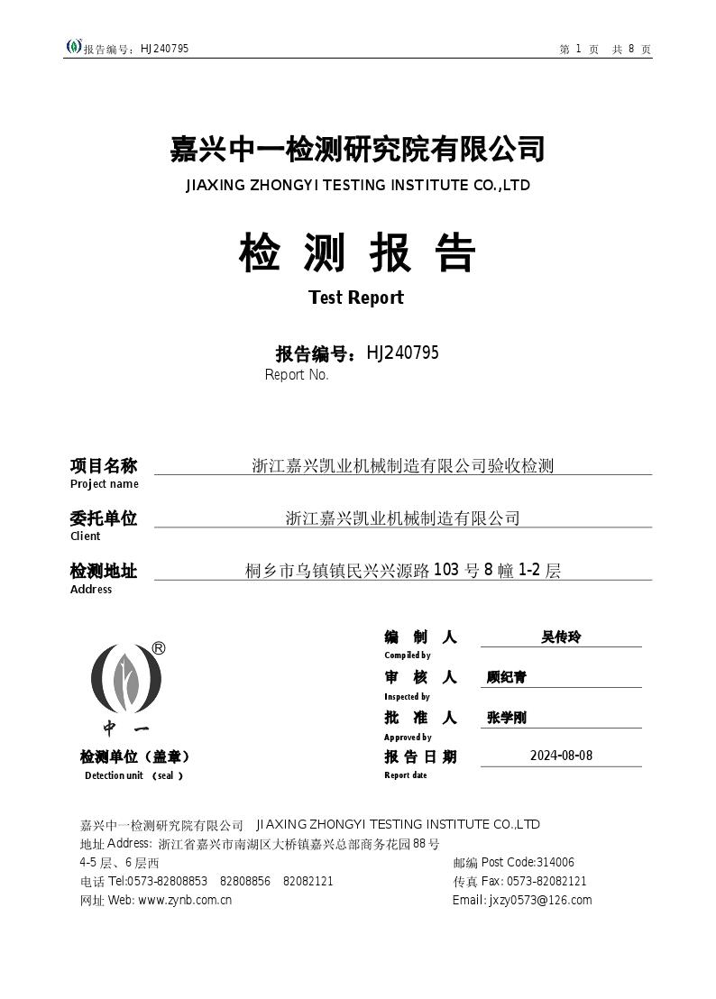 报告编号：HJ240795 第 1 页 共 8 页
嘉兴中一检测研究院有限公司
JIAXING ZHONGYI TESTING INSTITUTE CO.,LTD
检 测 报 告
Test Report
报告编号：HJ240795
Report No.
项目名称 浙江嘉兴凯业机械制造有限公司验收检测
Project name
委托单位 浙江嘉兴凯业机械制造有限公司
Client
检测地址 桐乡市乌镇镇民兴兴源路 103 号 8 幢 1-2 层
Address
编 制 人 吴传玲
Compiled by
审 核 人 顾纪青
Inspected by
批 准 人 张学刚
Approved by
®
中 一
检测单位（盖章） 报 告 日 期 2024-08-08
Detection unit （seal ） Report date
嘉兴中一检测研究院有限公司 JIAXING ZHONGYI TESTING INSTITUTE CO.,LTD
地址 Address: 浙江省嘉兴市南湖区大桥镇嘉兴总部商务花园 88 号
4-5 层、6 层西 邮编 Post Code:314006
电话 Tel:0573-82808853 82808856 82082121 传真 Fax: 0573-82082121
网址 Web: www.zynb.com.cn Email: jxzy0573@126.com